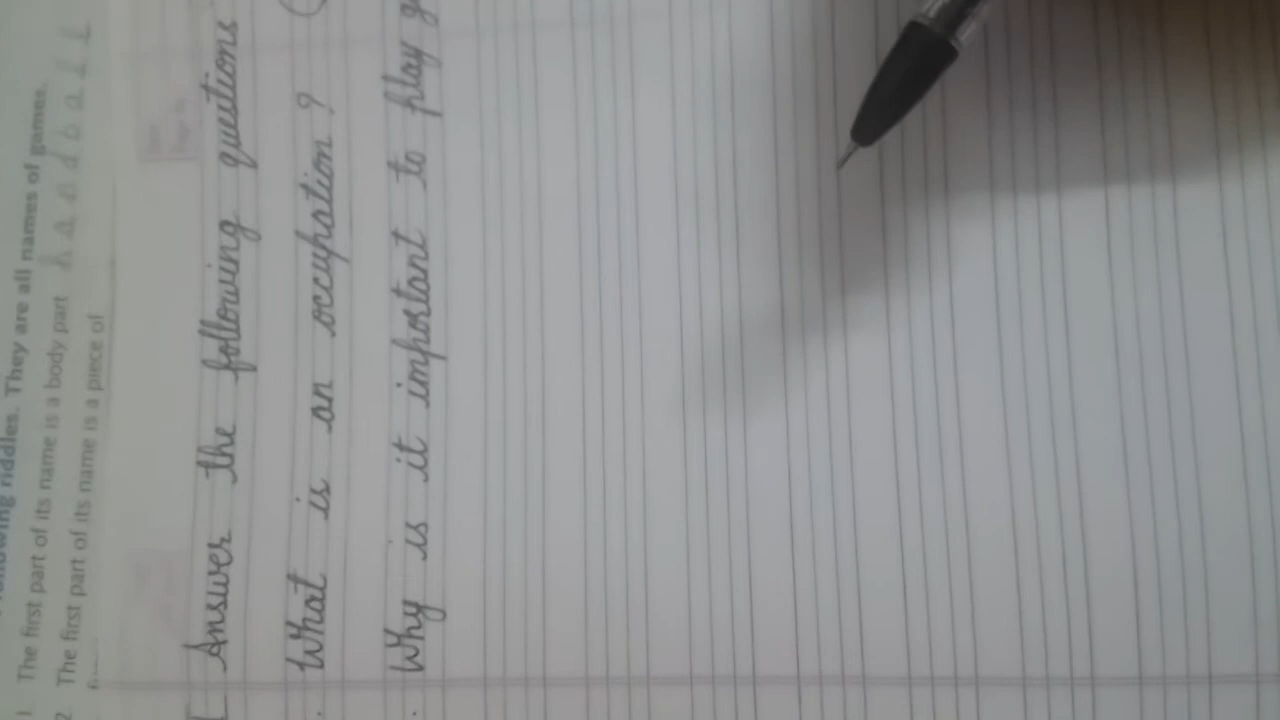 following riddles. They are all names of games.
1 The first part of its name is a body part handball
2 The first part of its name is a piece of
Answer the following questions
What is an occupation?
Why is it important to play